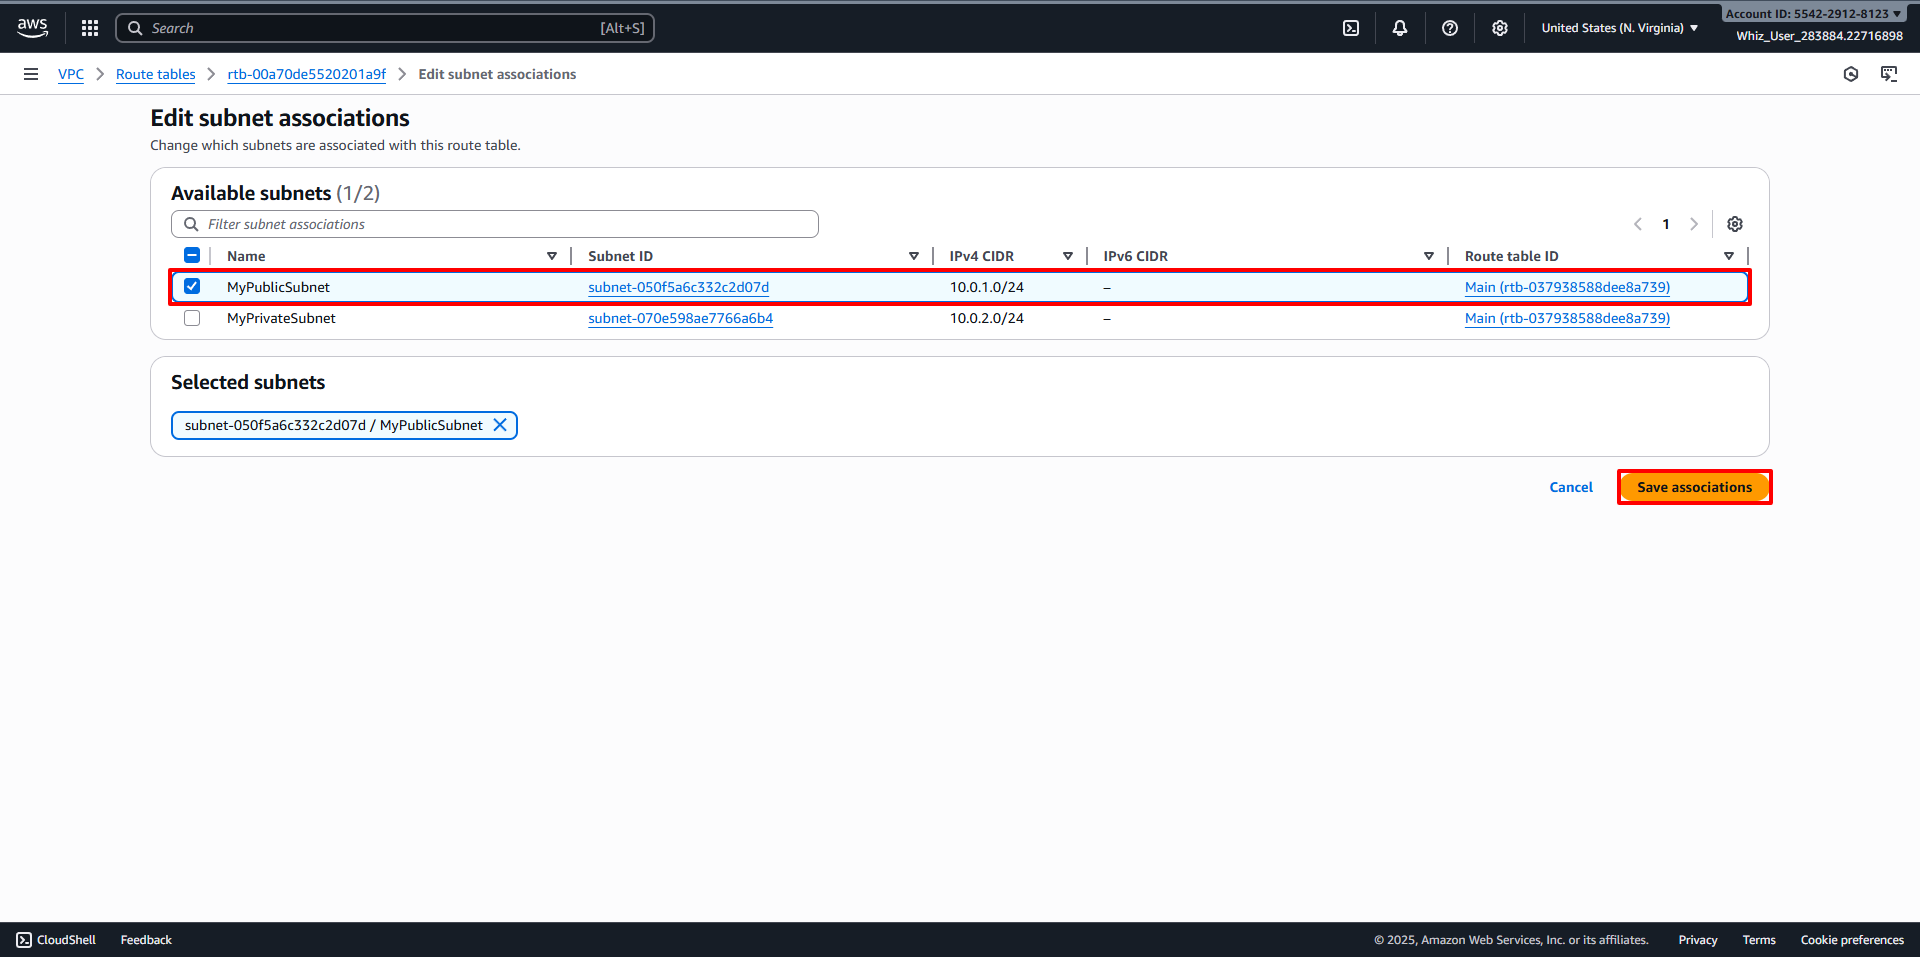 aws
Search [Alt+S]
United States (N. Virginia)
Account ID: 5542-2912-8123
Whiz_User_283884.22716898
VPC > Route tables > rtb-00a70de5520201a9f > Edit subnet associations
Edit subnet associations
Change which subnets are associated with this route table.
Available subnets (1/2)
Filter subnet associations
1
Name Subnet ID IPv4 CIDR IPv6 CIDR Route table ID
MyPublicSubnet subnet-050f5a6c332c2d07d 10.0.1.0/24 – Main (rtb-037938588dee8a739)
MyPrivateSubnet subnet-070e598ae7766a6b4 10.0.2.0/24 – Main (rtb-037938588dee8a739)
Selected subnets
subnet-050f5a6c332c2d07d / MyPublicSubnet
Cancel Save associations
CloudShell Feedback © 2025, Amazon Web Services, Inc. or its affiliates. Privacy Terms Cookie preferences